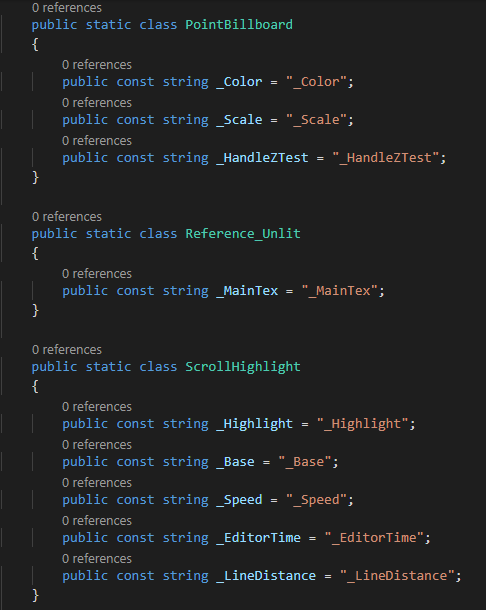 0 references
public static class PointBillboard
{
0 references
public const string _Color = "_Color";
0 references
public const string _Scale = "_Scale";
0 references
public const string _HandleZTest = "_HandleZTest";
}
0 references
public static class Reference_Unlit
{
0 references
public const string _MainTex = "_MainTex";
}
0 references
public static class ScrollHighlight
{
0 references
public const string _Highlight = "_Highlight";
0 references
public const string _Base = "_Base";
0 references
public const string _Speed = "_Speed";
0 references
public const string _EditorTime = "_EditorTime";
0 references
public const string _LineDistance = "_LineDistance";
}